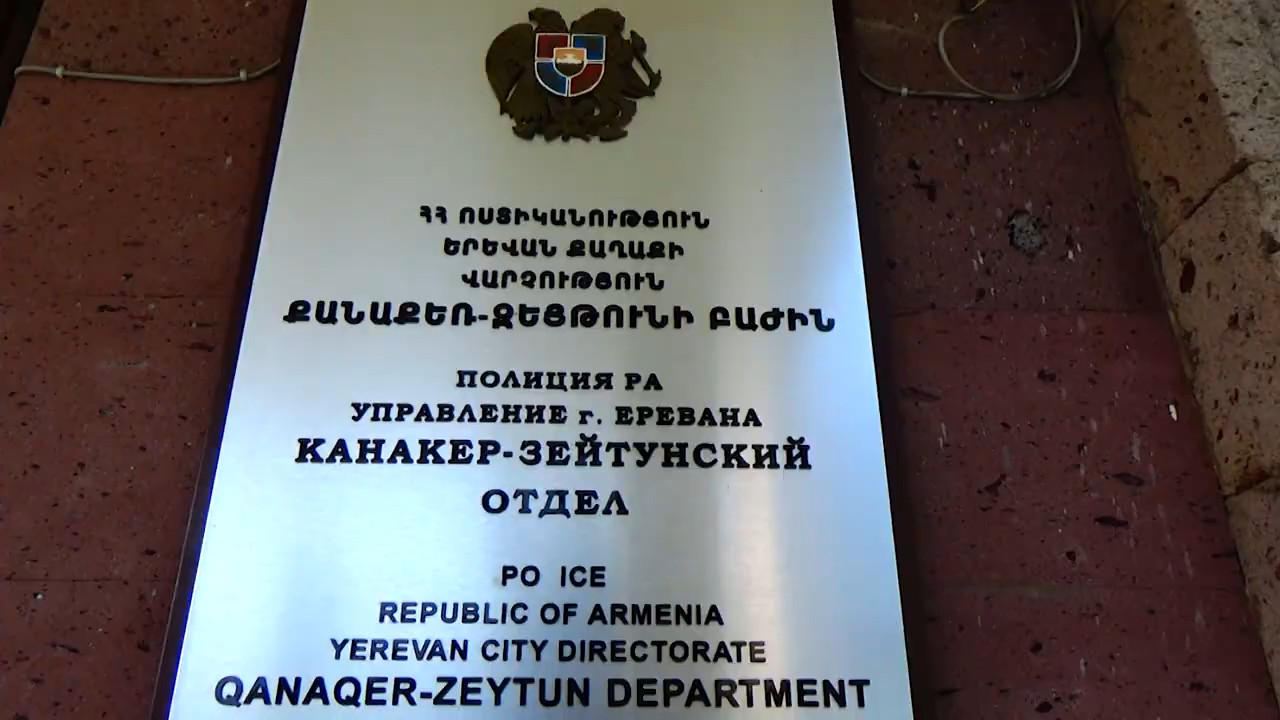 ՀՀ ՈՍՏԻԿԱՆՈՒԹՅՈՒՆ
ԵՐԵՎԱՆ ՔԱՂԱՔԻ
ՎԱՐՉՈՒԹՅՈՒՆ
ՔԱՆԱՔԵՌ-ԶԵՅԹՈՒՆԻ ԲԱԺԻՆ
ПОЛИЦИЯ РА
УПРАВЛЕНИЕ г. ЕРЕВАНА
КАНАКЕР-ЗЕЙТУНСКИЙ
ОТДЕЛ
PO ICE
REPUBLIC OF ARMENIA
YEREVAN CITY DIRECTORATE
QANAQER-ZEYTUN DEPARTMENT